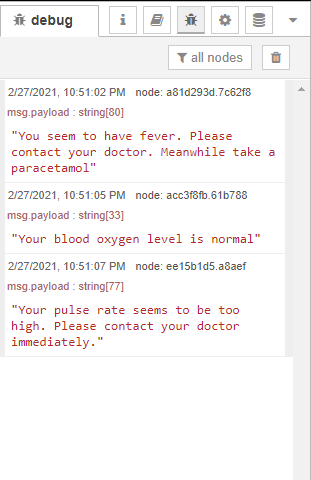 debug
all nodes
2/27/2021, 10:51:02 PM node: a81d293d.7c62f8
msg.payload : string[80]
"You seem to have fever. Please
contact your doctor. Meanwhile take a
paracetamol"
2/27/2021, 10:51:05 PM node: acc3f8fb.61b788
msg.payload : string[33]
"Your blood oxygen level is normal"
2/27/2021, 10:51:07 PM node: ee15b1d5.a8aef
msg.payload : string[77]
"Your pulse rate seems to be too
high. Please contact your doctor
immediately."